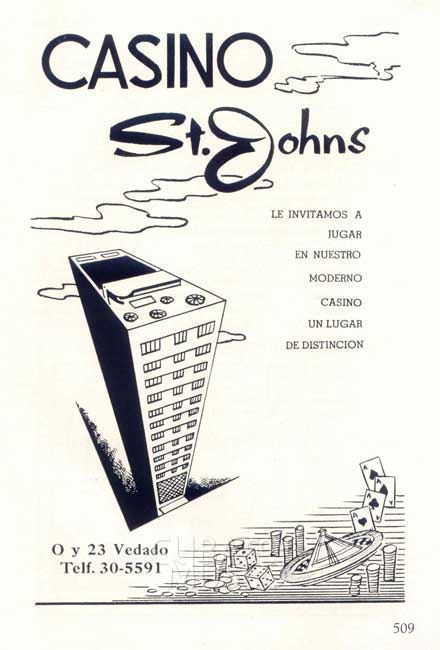 CASINO
St. Johns
LE INVITAMOS A
JUGAR
EN NUESTRO
MODERNO
CASINO
UN LUGAR
DE DISTINCION
O y 23 Vedado
Telf. 30-5591
509